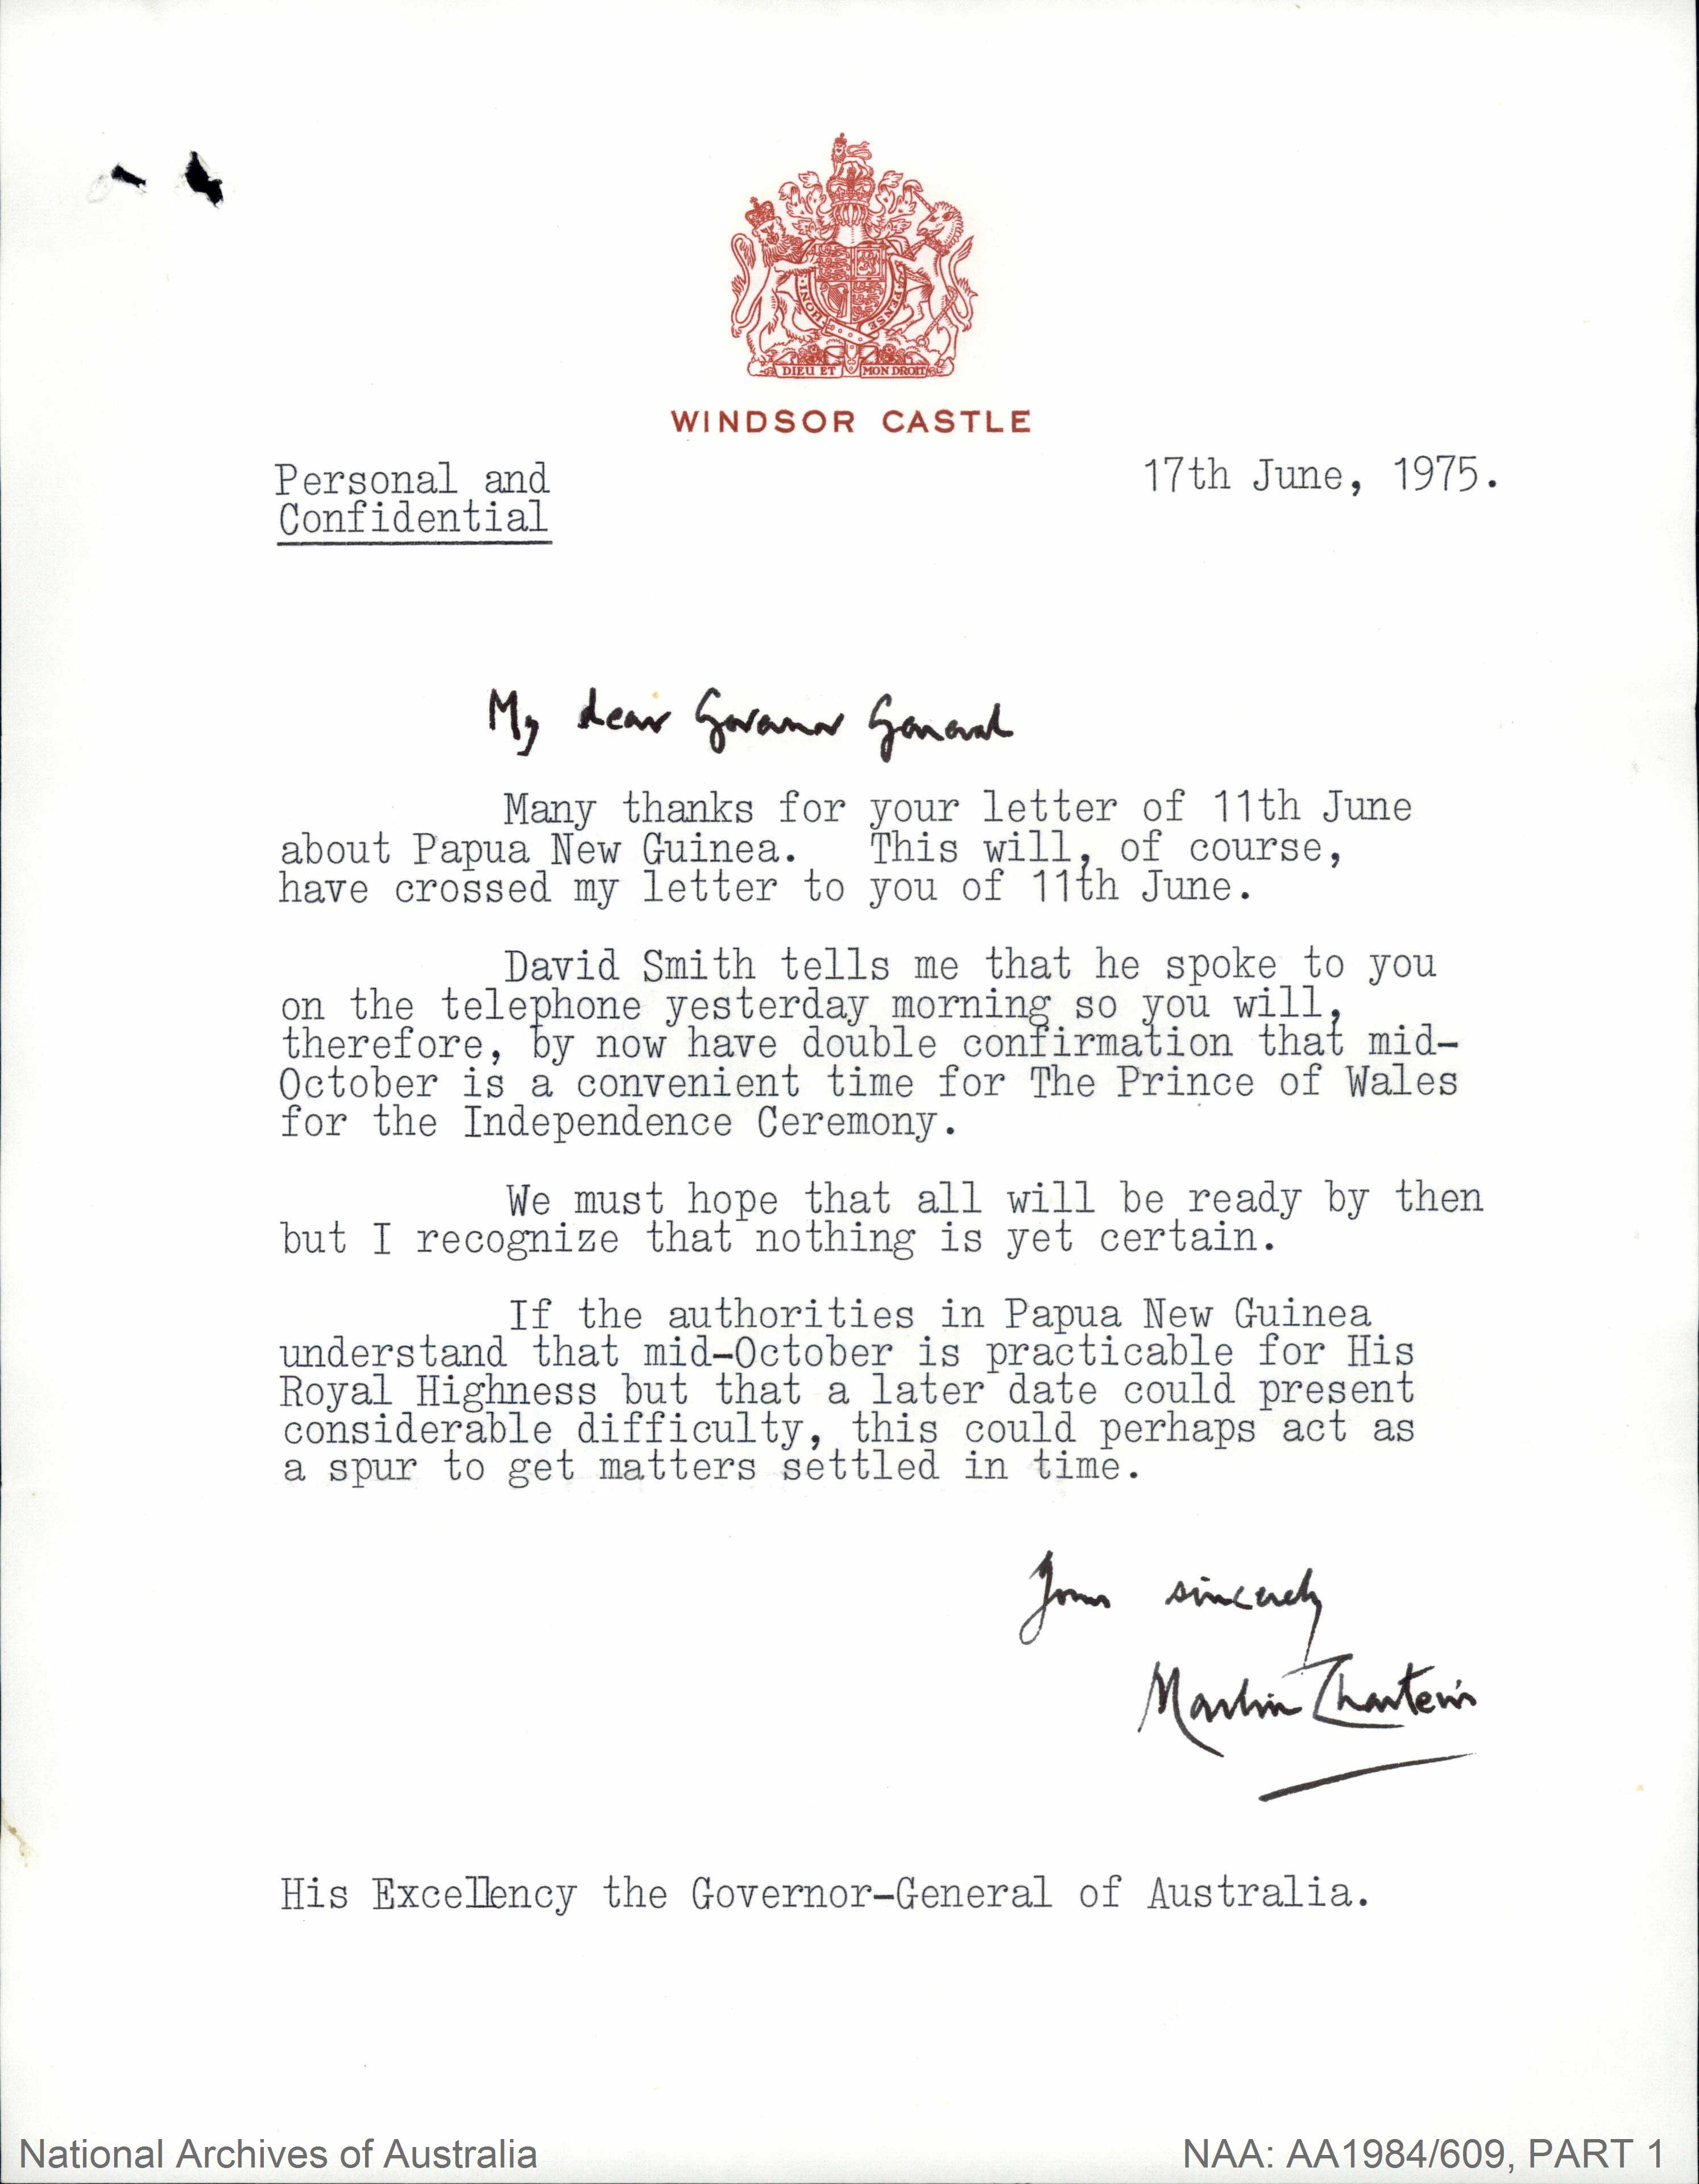 HONI
PENSE
DIEU ET MON DROIT
WINDSOR CASTLE
Personal and
Confidential
17th June, 1975.
My dear Governor General
Many thanks for your letter of 11th June
about Papua New Guinea. This will, of course,
have crossed my letter to you of 11th June.
David Smith tells me that he spoke to you
on the telephone yesterday morning so you will,
therefore, by now have double confirmation that mid-
October is a convenient time for The Prince of Wales
for the Independence Ceremony.
We must hope that all will be ready by then
but I recognize that nothing is yet certain.
If the authorities in Papua New Guinea
understand that mid-October is practicable for His
Royal Highness but that a later date could present
considerable difficulty, this could perhaps act as
a spur to get matters settled in time.
Yours sincerely
Martin Charteris
His Excellency the Governor-General of Australia.
National Archives of Australia
NAA: AA1984/609, PART 1